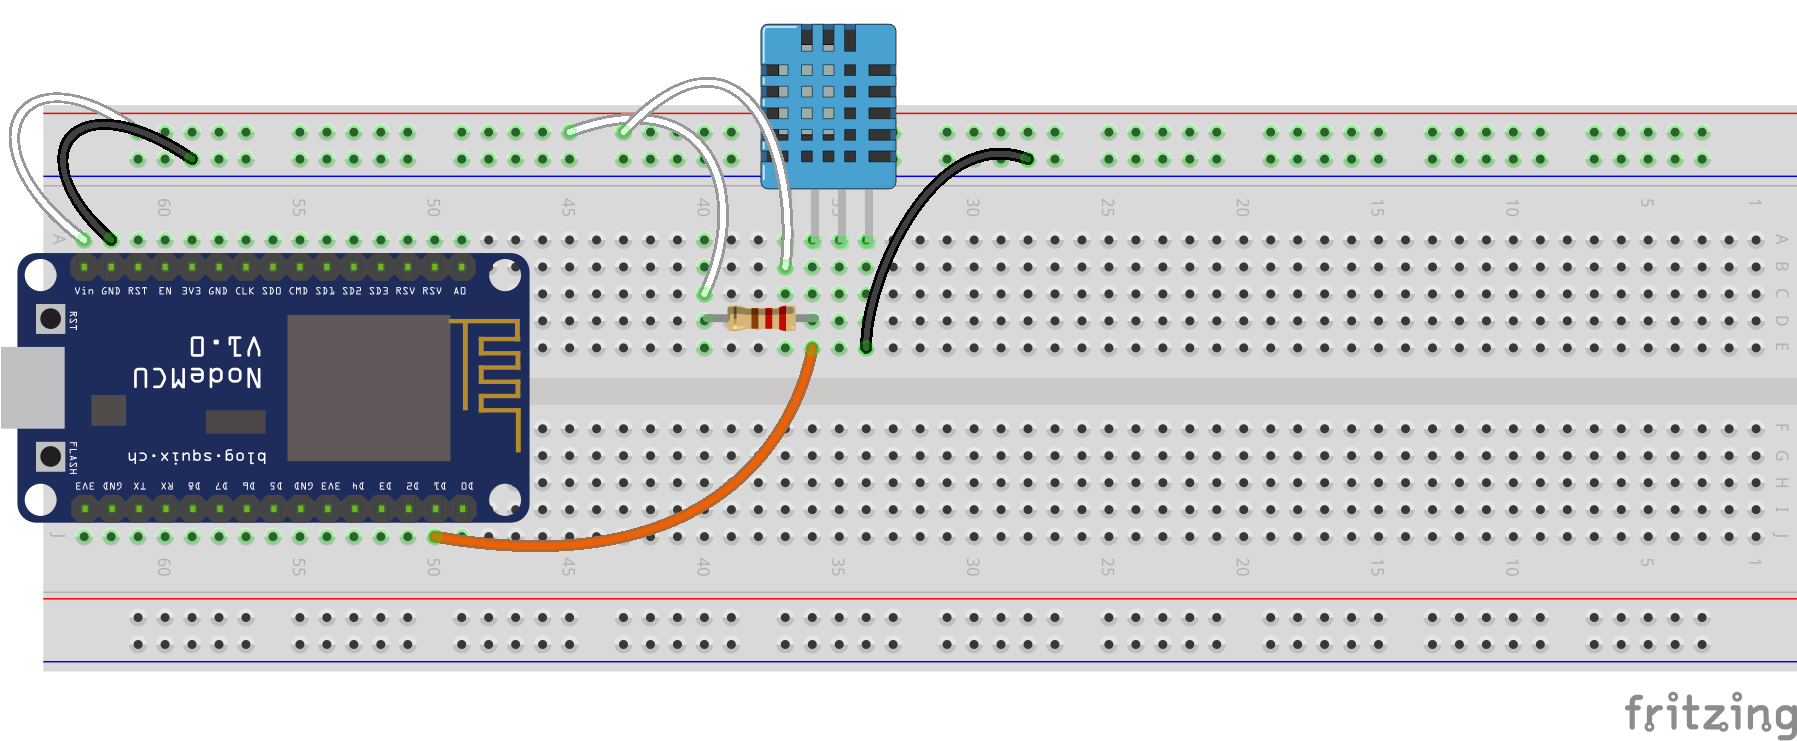 60 55 50 45 40 35 30 25 20 15 10 5 1
A A
Vin GND RST EN 3V3 GND CLK SD0 CMD SD1 SD2 SD3 RSV RSV A0
B
C
RST
D
V1.0
E
NodeMCU
F
FLASH
blog.squix.ch
G
3V3 GND TX RX D8 D7 D6 D5 GND 3V3 D4 D3 D2 D1 D0
H
I
J J
60 55 50 45 40 35 30 25 20 15 10 5 1
fritzing